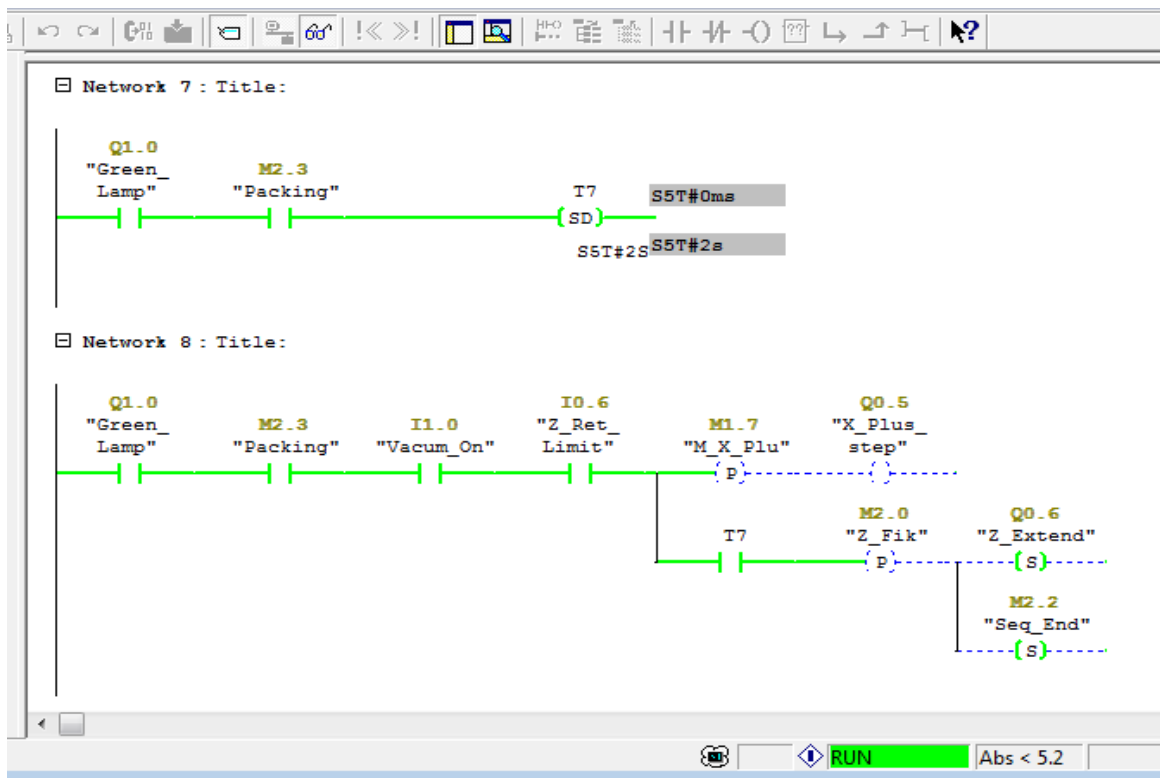 Network 7 : Title:
Q1.0
"Green_
Lamp"
M2.3
"Packing"
T7
SD
S5T#0ms
S5T#2S
S5T#2s
Network 8 : Title:
Q1.0
"Green_
Lamp"
M2.3
"Packing"
I1.0
"Vacum_On"
I0.6
"Z_Ret_
Limit"
M1.7
"M_X_Plu"
P
Q0.5
"X_Plus_
step"
T7
M2.0
"Z_Fik"
P
Q0.6
"Z_Extend"
S
M2.2
"Seq_End"
S
RUN
Abs < 5.2